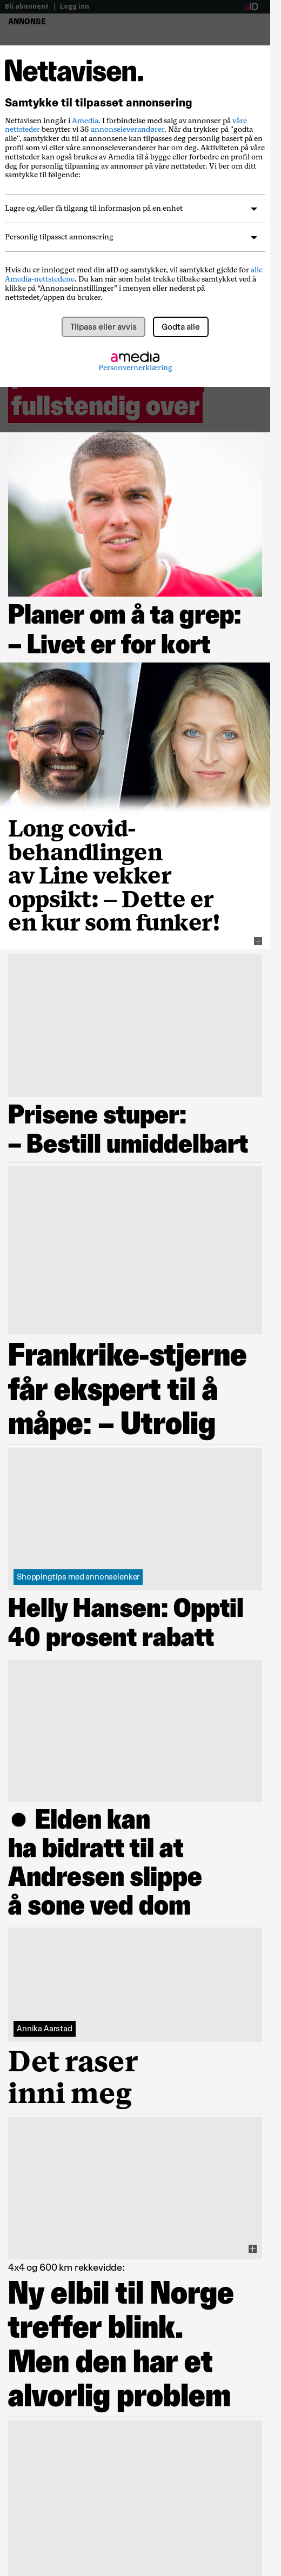 Bli abonnent | Logg inn aID
ANNONSE
Nettavisen.
Samtykke til tilpasset annonsering
Nettavisen inngår i Amedia. I forbindelse med salg av annonser på våre
nettsteder benytter vi 36 annonseleverandører. Når du trykker på "godta
alle", samtykker du til at annonsene kan tilpasses deg personlig basert på en
profil som vi eller våre annonseleverandører har om deg. Aktiviteten på våre
nettsteder kan også brukes av Amedia til å bygge eller forbedre en profil om
deg for personlig tilpasning av annonser på våre nettsteder. Vi ber om ditt
samtykke til følgende:
Lagre og/eller få tilgang til informasjon på en enhet
Personlig tilpasset annonsering
Hvis du er innlogget med din aID og samtykker, vil samtykket gjelde for alle
Amedia-nettstedene. Du kan når som helst trekke tilbake samtykket ved å
klikke på “Annonseinnstillinger” i menyen eller nederst på
nettstedet/appen du bruker.
Tilpass eller avvis
Godta alle
amedia
Personvernerklæring
fullstendig over
Planer om å ta grep:
– Livet er for kort
Long covid-
behandlingen
av Line vekker
oppsikt: – Dette er
en kur som funker!
Prisene stuper:
– Bestill umiddelbart
Frankrike-stjerne
får ekspert til å
måpe: – Utrolig
Shoppingtips med annonselenker
Helly Hansen: Opptil
40 prosent rabatt
● Elden kan
ha bidratt til at
Andresen slippe
å sone ved dom
Annika Aarstad
Det raser
inni meg
4x4 og 600 km rekkevidde:
Ny elbil til Norge
treffer blink.
Men den har et
alvorlig problem